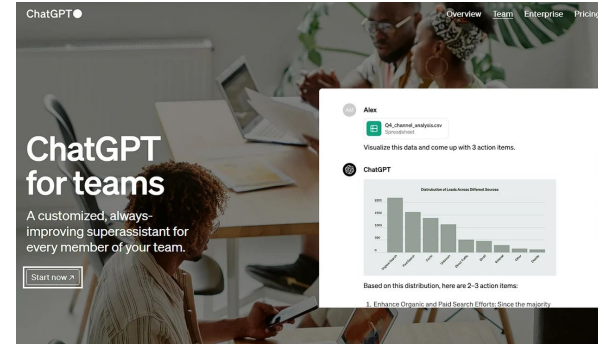 ChatGPT
Overview Team Enterprise Pricing
ChatGPT
for teams
A customized, always-
improving superassistant for
every member of your team.
Start now ↗
Alex
Q4_channel_analysis.csv
Spreadsheet
Visualize this data and come up with 3 action items.
ChatGPT
Distribution of Leads Across Different Sources
Based on this distribution, here are 2–3 action items:
1. Enhance Organic and Paid Search Efforts: Since the majority